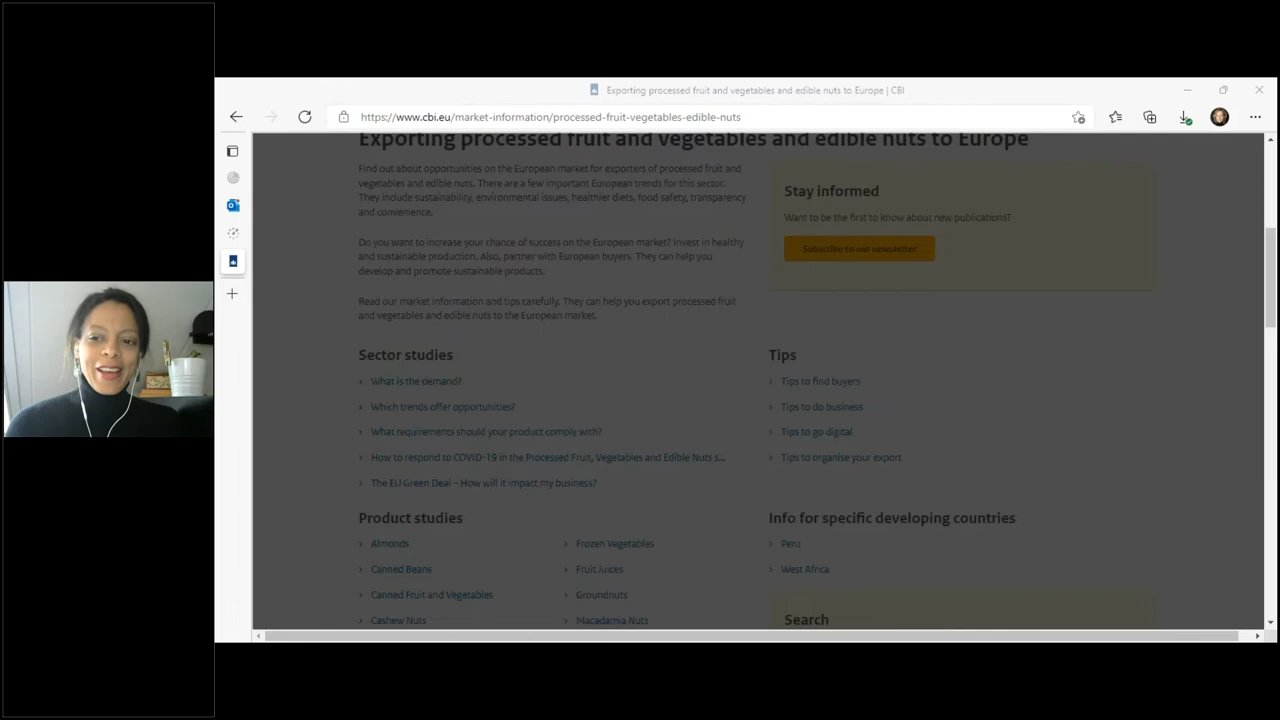 Exporting processed fruit and vegetables and edible nuts to Europe | CBI
https://www.cbi.eu/market-information/processed-fruit-vegetables-edible-nuts
Exporting processed fruit and vegetables and edible nuts to Europe
Find out about opportunities on the European market for exporters of processed fruit and
vegetables and edible nuts. There are a few important European trends for this sector.
They include sustainability, environmental issues, healthier diets, food safety, transparency
and convenience.
Do you want to increase your chance of success on the European market? Invest in healthy
and sustainable production. Also, partner with European buyers. They can help you
develop and promote sustainable products.
Read our market information and tips carefully. They can help you export processed fruit
and vegetables and edible nuts to the European market.
Stay informed
Want to be the first to know about new publications?
Subscribe to our newsletter
Sector studies
What is the demand?
Which trends offer opportunities?
What requirements should your product comply with?
How to respond to COVID-19 in the Processed Fruit, Vegetables and Edible Nuts s...
The EU Green Deal – How will it impact my business?
Tips
Tips to find buyers
Tips to do business
Tips to go digital
Tips to organise your export
Product studies
Almonds
Canned Beans
Canned Fruit and Vegetables
Cashew Nuts
Frozen Vegetables
Fruit Juices
Groundnuts
Macadamia Nuts
Info for specific developing countries
Peru
West Africa
Search